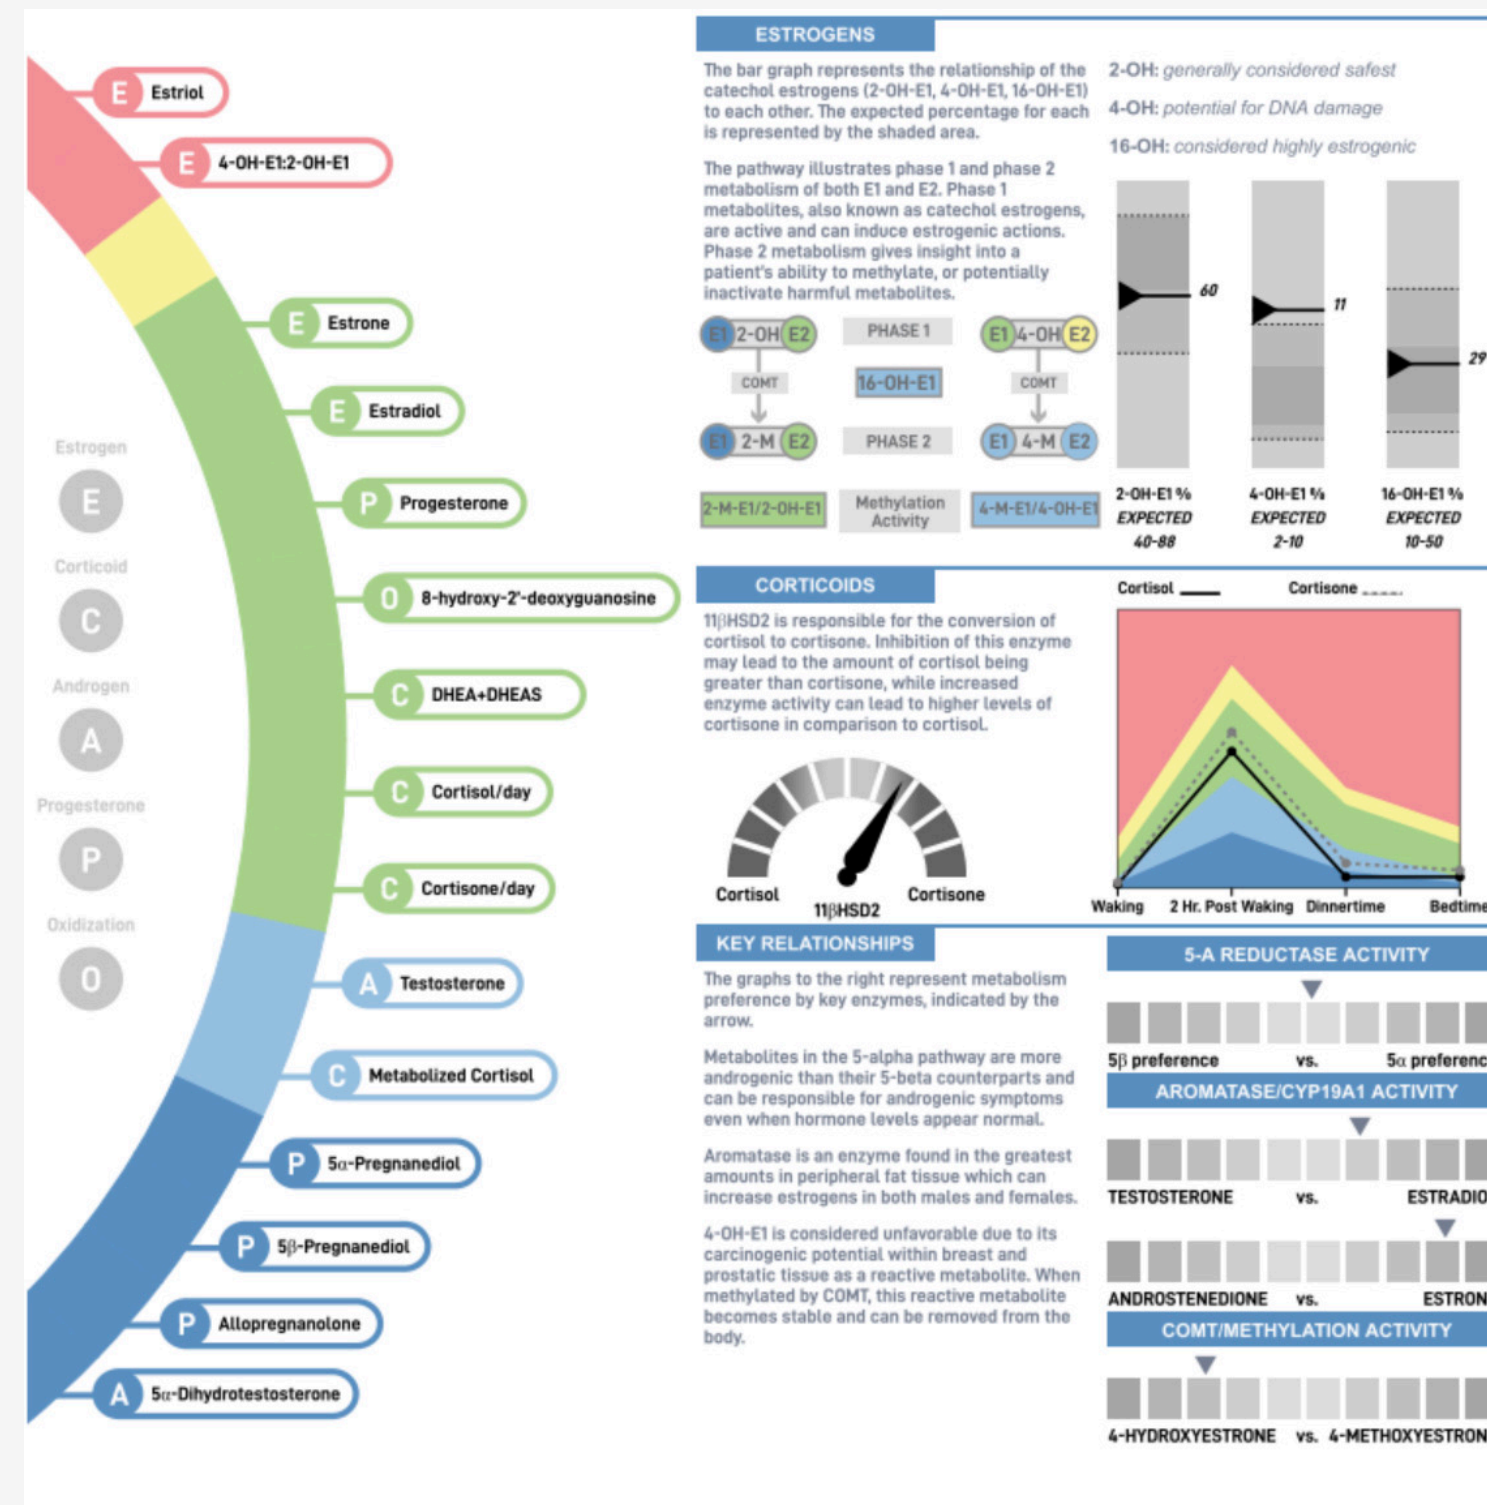 E Estriol
E 4-OH-E1:2-OH-E1
E Estrone
E Estradiol
P Progesterone
O 8-hydroxy-2'-deoxyguanosine
C DHEA+DHEAS
C Cortisol/day
C Cortisone/day
A Testosterone
C Metabolized Cortisol
P 5α-Pregnanediol
P 5β-Pregnanediol
P Allopregnanolone
A 5α-Dihydrotestosterone
Estrogen
E
Corticoid
C
Androgen
A
Progesterone
P
Oxidization
O
ESTROGENS
The bar graph represents the relationship of the
catechol estrogens (2-OH-E1, 4-OH-E1, 16-OH-E1)
to each other. The expected percentage for each
is represented by the shaded area.
The pathway illustrates phase 1 and phase 2
metabolism of both E1 and E2. Phase 1
metabolites, also known as catechol estrogens,
are active and can induce estrogenic actions.
Phase 2 metabolism gives insight into a
patient's ability to methylate, or potentially
inactivate harmful metabolites.
E1 2-OH E2
PHASE 1
E1 4-OH E2
COMT
16-OH-E1
COMT
E1 2-M E2
PHASE 2
E1 4-M E2
2-M-E1/2-OH-E1
Methylation
Activity
4-M-E1/4-OH-E1
2-OH: generally considered safest
4-OH: potential for DNA damage
16-OH: considered highly estrogenic
60
11
29
2-OH-E1 %
EXPECTED
40-88
4-OH-E1 %
EXPECTED
2-10
16-OH-E1 %
EXPECTED
10-50
CORTICOIDS
11βHSD2 is responsible for the conversion of
cortisol to cortisone. Inhibition of this enzyme
may lead to the amount of cortisol being
greater than cortisone, while increased
enzyme activity can lead to higher levels of
cortisone in comparison to cortisol.
Cortisol
11βHSD2
Cortisone
Cortisol
Cortisone
Waking
2 Hr. Post Waking
Dinnertime
Bedtime
KEY RELATIONSHIPS
The graphs to the right represent metabolism
preference by key enzymes, indicated by the
arrow.
Metabolites in the 5-alpha pathway are more
androgenic than their 5-beta counterparts and
can be responsible for androgenic symptoms
even when hormone levels appear normal.
Aromatase is an enzyme found in the greatest
amounts in peripheral fat tissue which can
increase estrogens in both males and females.
4-OH-E1 is considered unfavorable due to its
carcinogenic potential within breast and
prostatic tissue as a reactive metabolite. When
methylated by COMT, this reactive metabolite
becomes stable and can be removed from the
body.
5-A REDUCTASE ACTIVITY
5β preference vs. 5α preferenc
AROMATASE/CYP19A1 ACTIVITY
TESTOSTERONE vs. ESTRADIO
ANDROSTENEDIONE vs. ESTRON
COMT/METHYLATION ACTIVITY
4-HYDROXYESTRONE vs. 4-METHOXYESTRON